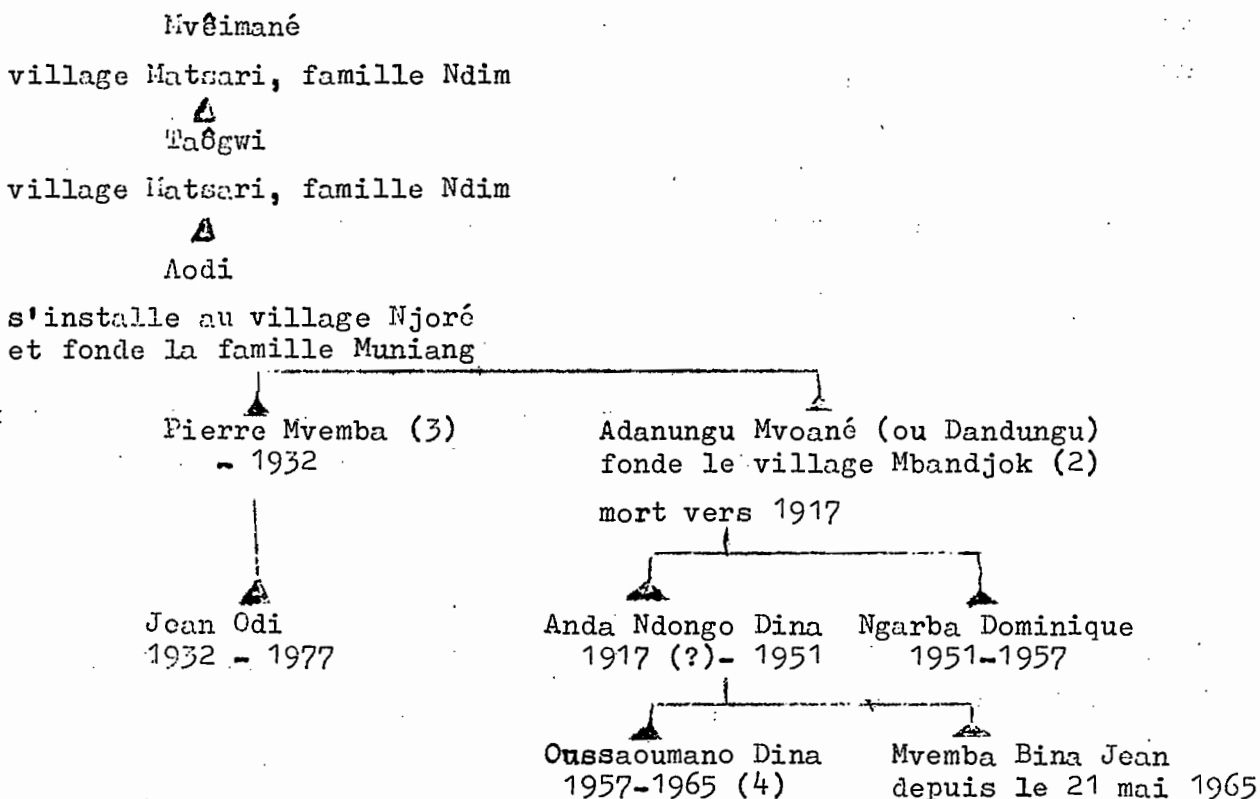 Mvêimané
village Matsari, famille Ndim
Taôgwi
village Matsari, famille Ndim
Aodi
s'installe au village Njoré
et fonde la famille Muniang
Pierre Mvemba (3)
- 1932
Adanungu Mvoané (ou Dandungu)
fonde le village Mbandjok (2)
mort vers 1917
Jean Odi
1932 - 1977
Anda Ndongo Dina
1917 (?)- 1951
Ngarba Dominique
1951-1957
Oussaoumano Dina
1957-1965 (4)
Mvemba Bina Jean
depuis le 21 mai 1965